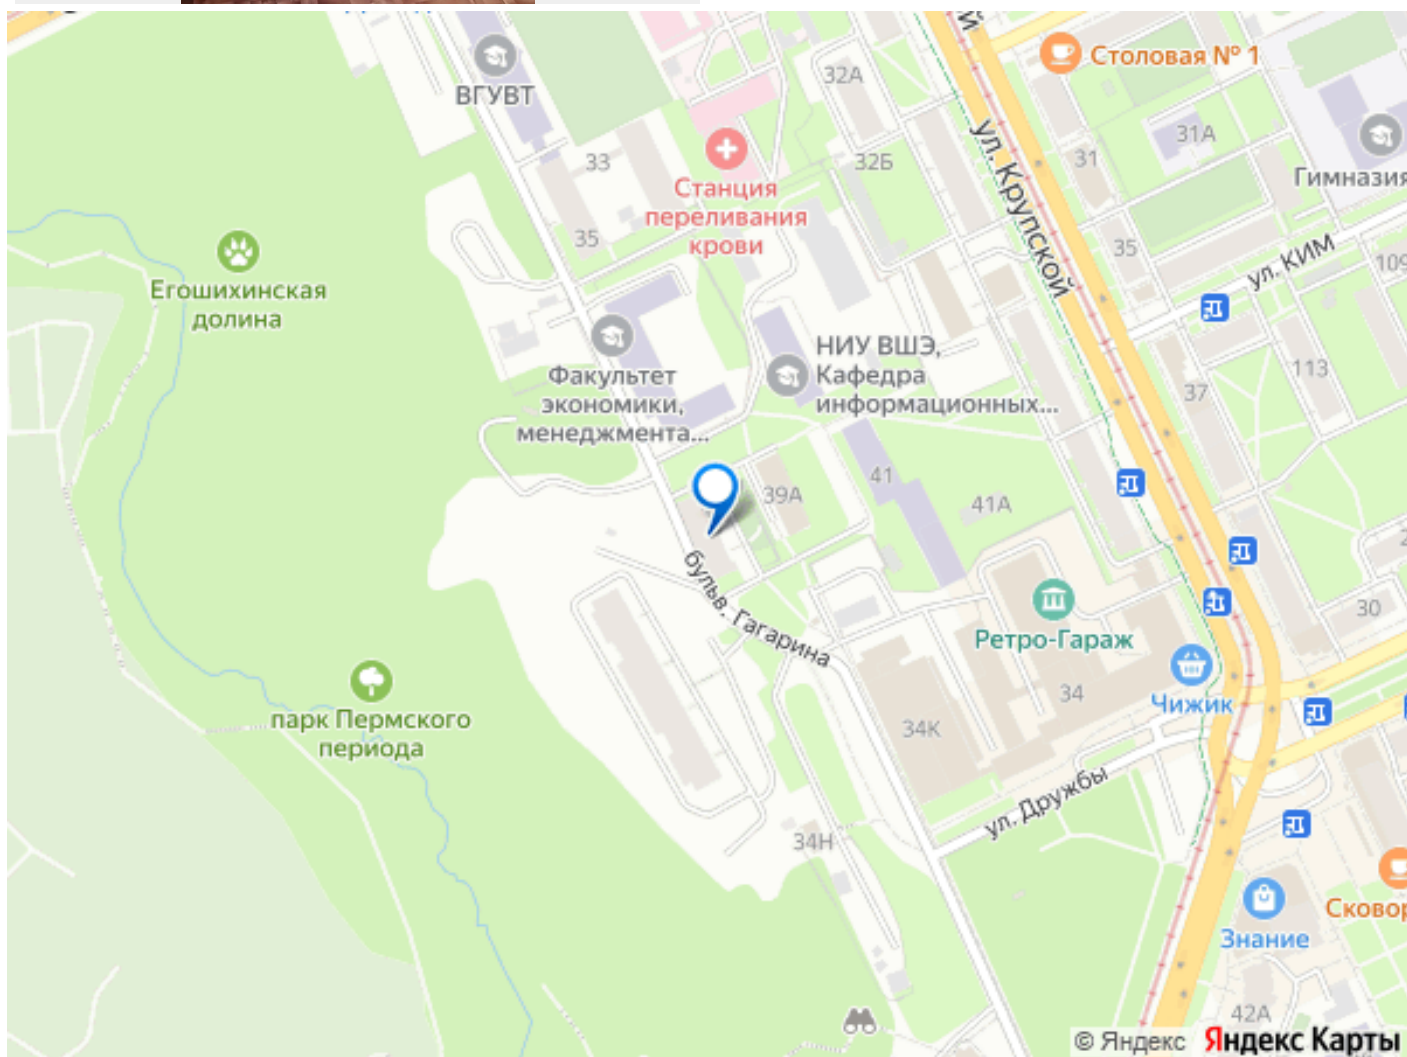 ВГУВТ
32А
Столовая № 1
33
32Б
31
31А
Станция
переливания
крови
Гимназия
ул. Крупской
35
35
ул. КИМ
109
Егошихинская
долина
НИУ ВШЭ,
Кафедра
информационных...
Факультет
экономики,
менеджмента...
113
37
39А
41
41А
бульв. Гагарина
Ретро-Гараж
30
парк Пермского
периода
34
Чижик
34К
ул. Дружбы
34Н
Сковор
Знание
42А
© Яндекс Яндекс Карты